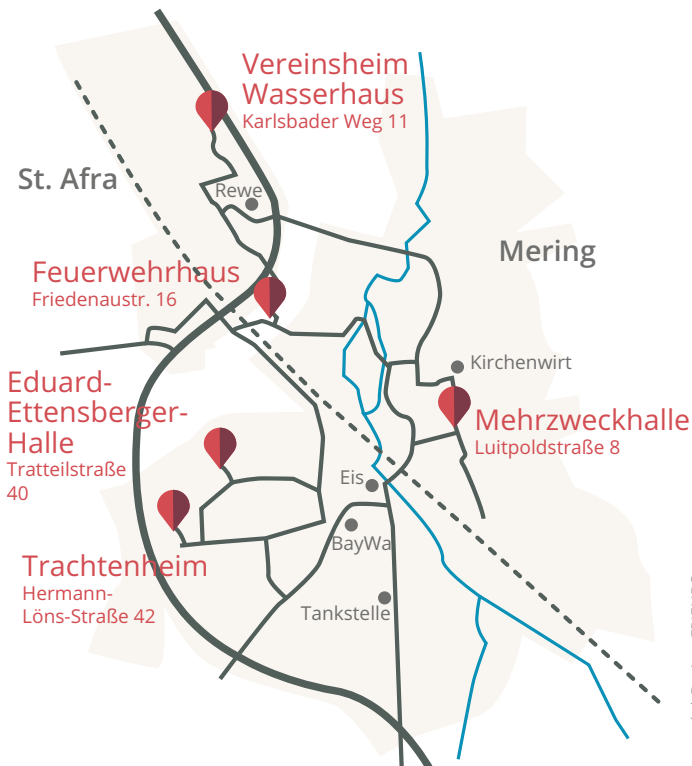 Vereinsheim
Wasserhaus
Karlsbader Weg 11
St. Afra
Rewe
Mering
Feuerwehrhaus
Friedenaustr. 16
Kirchenwirt
Eduard-
Ettensberger-
Halle
Tratteilstraße
40
Mehrzweckhalle
Luitpoldstraße 8
Eis
BayWa
Trachtenheim
Hermann-
Löns-Straße 42
Tankstelle